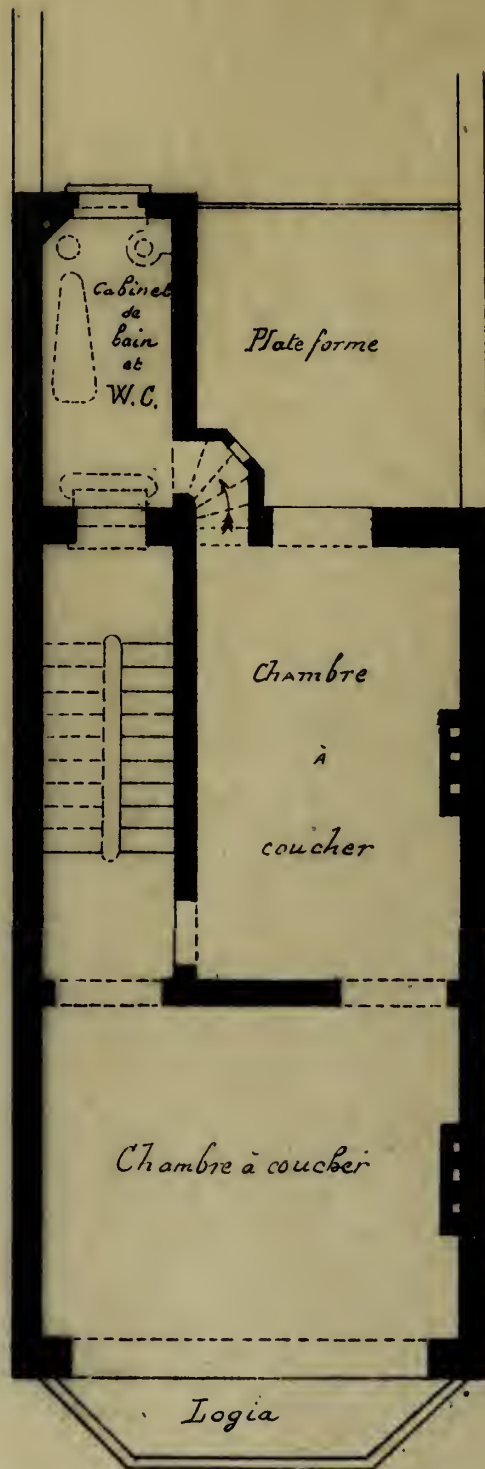 Cabinet
de
bain
et
W.C.
Plate forme
Chambre
À
coucher
Chambre à coucher
Logia